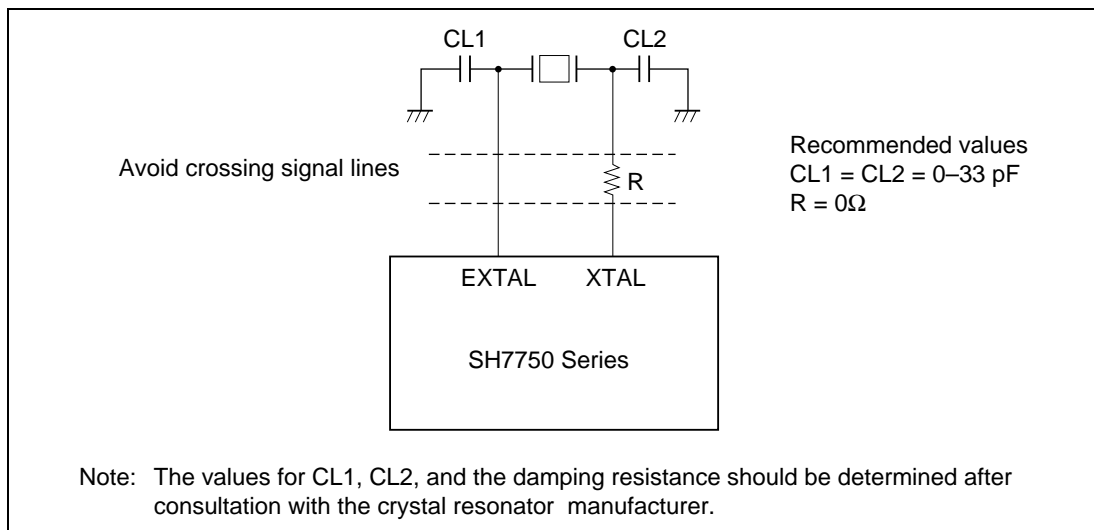 CL1 CL2
Avoid crossing signal lines
Recommended values
CL1 = CL2 = 0–33 pF
R = 0Ω
R
EXTAL XTAL
SH7750 Series
Note: The values for CL1, CL2, and the damping resistance should be determined after
consultation with the crystal resonator manufacturer.